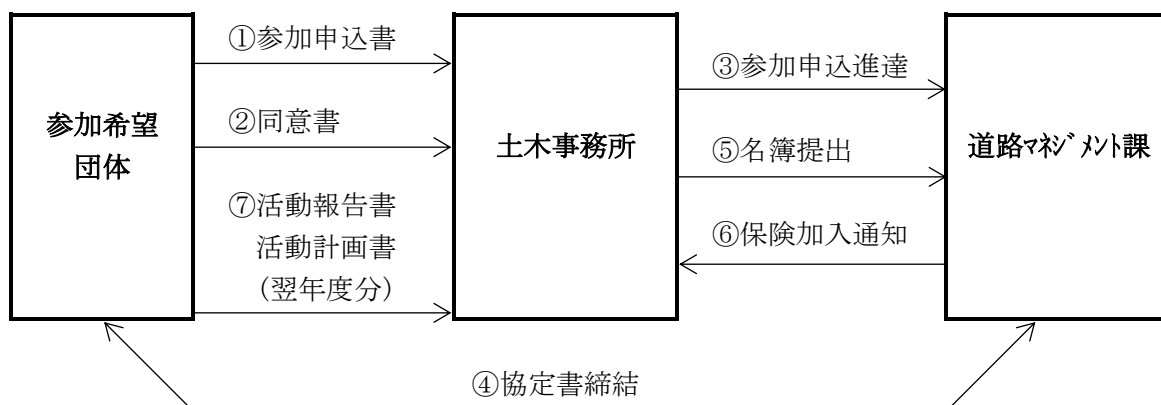 ①参加申込書
③参加申込進達
参加希望
団体
②同意書
土木事務所
⑤名簿提出
道路マネジメント課
⑦活動報告書
活動計画書
（翌年度分）
⑥保険加入通知
④協定書締結